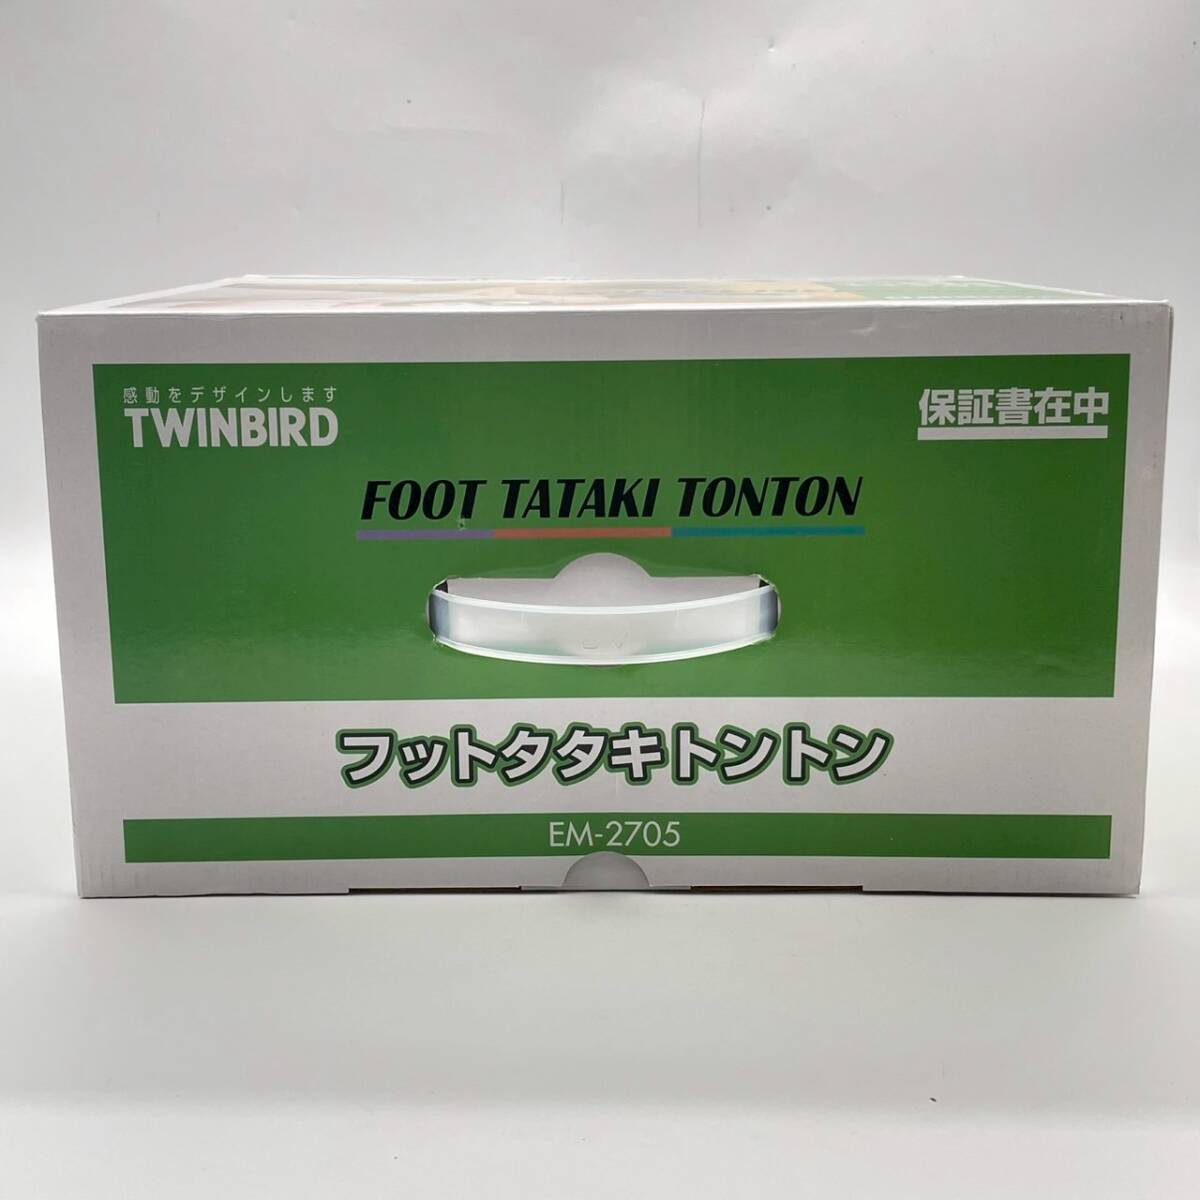 感動をデザインします
TWINBIRD
保証書在中
FOOT TATAKI TONTON
フットタタキトントン
EM-2705